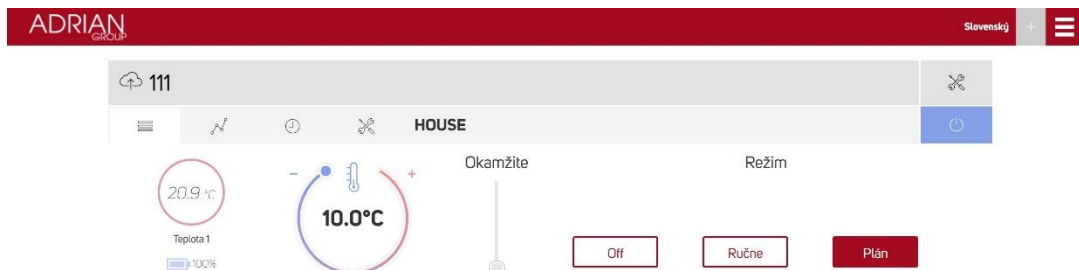 ADRIAN
GROUP
Slovenský +
111
HOUSE
Okamžite
Režim
20.9 °C
- +
10.0°C
Teplota 1
100%
Off
Ručne
Plán